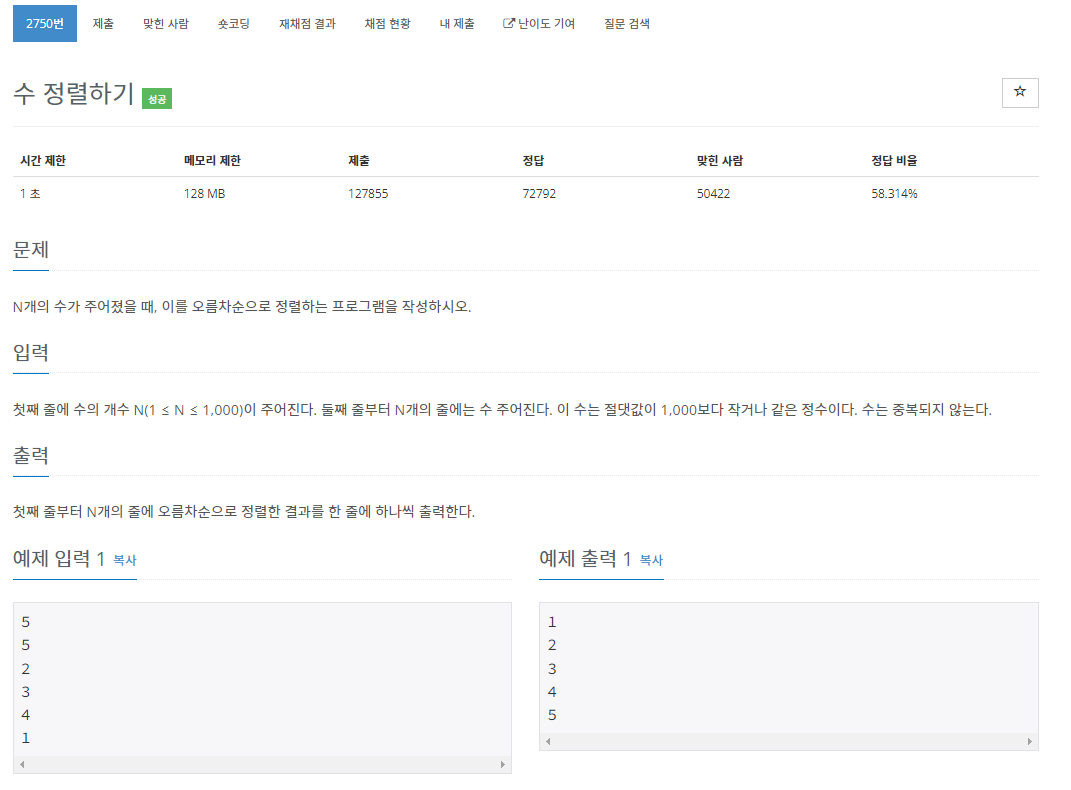 2750번 제출 맞힌 사람 숏코딩 재채점 결과 채점 현황 내 제출 난이도 기여 질문 검색
수 정렬하기 성공
시간 제한 메모리 제한 제출 정답 맞힌 사람 정답 비율
1 초 128 MB 127855 72792 50422 58.314%
문제
N개의 수가 주어졌을 때, 이를 오름차순으로 정렬하는 프로그램을 작성하시오.
입력
첫째 줄에 수의 개수 N(1 ≤ N ≤ 1,000)이 주어진다. 둘째 줄부터 N개의 줄에는 수 주어진다. 이 수는 절댓값이 1,000보다 작거나 같은 정수이다. 수는 중복되지 않는다.
출력
첫째 줄부터 N개의 줄에 오름차순으로 정렬한 결과를 한 줄에 하나씩 출력한다.
예제 입력 1 복사
5
5
2
3
4
1
예제 출력 1 복사
1
2
3
4
5